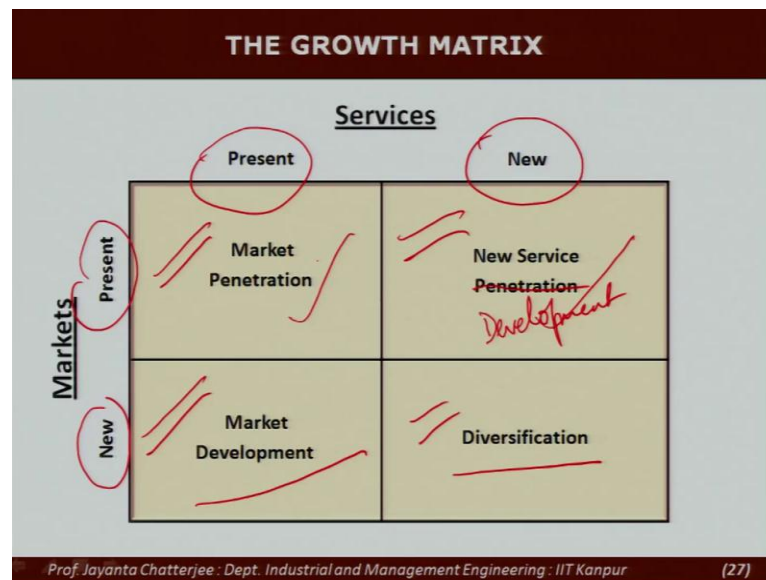 THE GROWTH MATRIX
Services
Present
New
Markets
Present
Market
Penetration
New Service
Penetration
Development
New
Market
Development
Diversification
Prof. Jayanta Chatterjee : Dept. Industrial and Management Engineering : IIT Kanpur
(27)